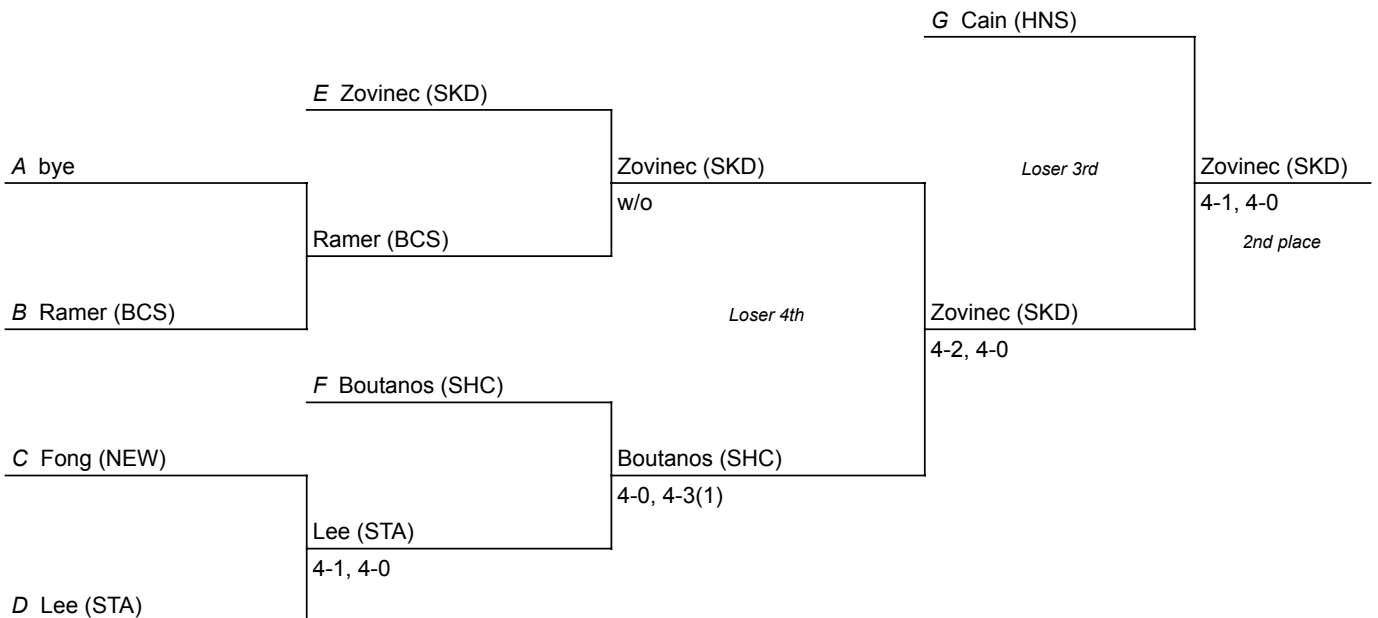 G Cain (HNS)
E Zovinec (SKD)
A bye
Zovinec (SKD)
Loser 3rd
Zovinec (SKD)
w/o
4-1, 4-0
Ramer (BCS)
2nd place
B Ramer (BCS)
Loser 4th
Zovinec (SKD)
4-2, 4-0
F Boutanos (SHC)
C Fong (NEW)
Boutanos (SHC)
4-0, 4-3(1)
Lee (STA)
4-1, 4-0
D Lee (STA)